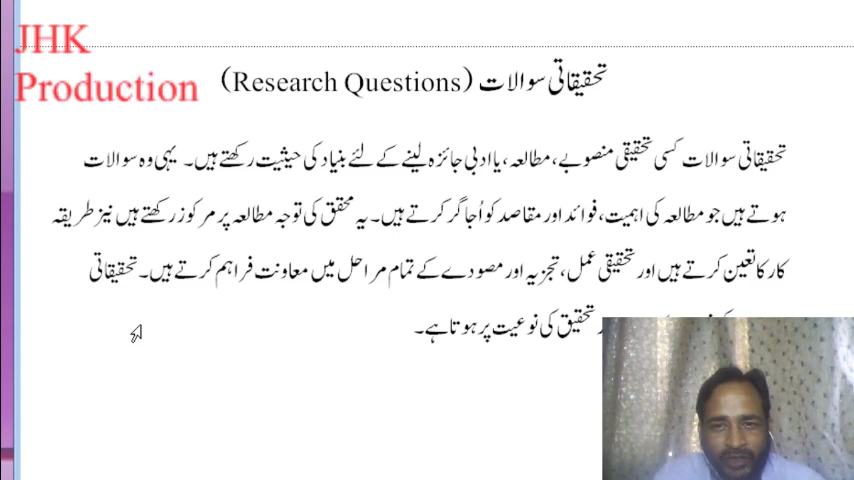 JHK
Production
تحقیقاتی سوالات (Research Questions)
تحقیقاتی سوالات کسی تحقیقی منصوبے، مطالعہ، یا ادبی جائزہ لینے کے لئے بنیاد کی حیثیت رکھتے ہیں۔ یہی وہ سوالات
ہوتے ہیں جو مطالعہ کی اہمیت، فوائد اور مقاصد کو اُجاگر کرتے ہیں۔ یہ محقق کی توجہ مطالعہ پر مرکوز رکھتے ہیں نیز طریقہ
کار کا تعین کرتے ہیں اور تحقیقی عمل، تجزیہ اور مصودے کے تمام مراحل میں معاونت فراہم کرتے ہیں۔ تحقیقاتی
تحقیق کی نوعیت پر ہوتا ہے۔